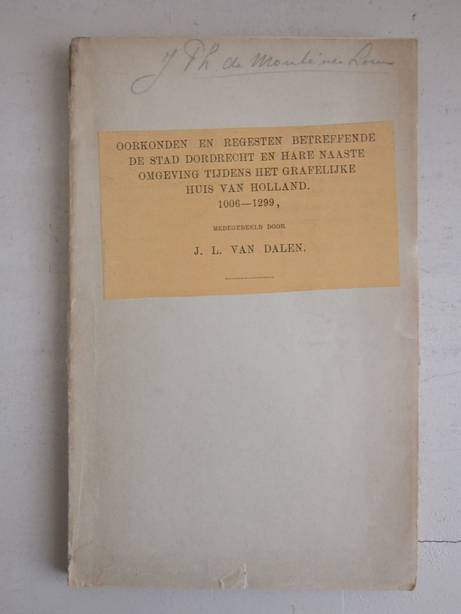 J Ph de Monté ver Loren
OORKONDEN EN REGESTEN BETREFFENDE
DE STAD DORDRECHT EN HARE NAASTE
OMGEVING TIJDENS HET GRAFELIJKE
HUIS VAN HOLLAND.
1006—1299,
MEDEGEDEELD DOOR
J. L. VAN DALEN.